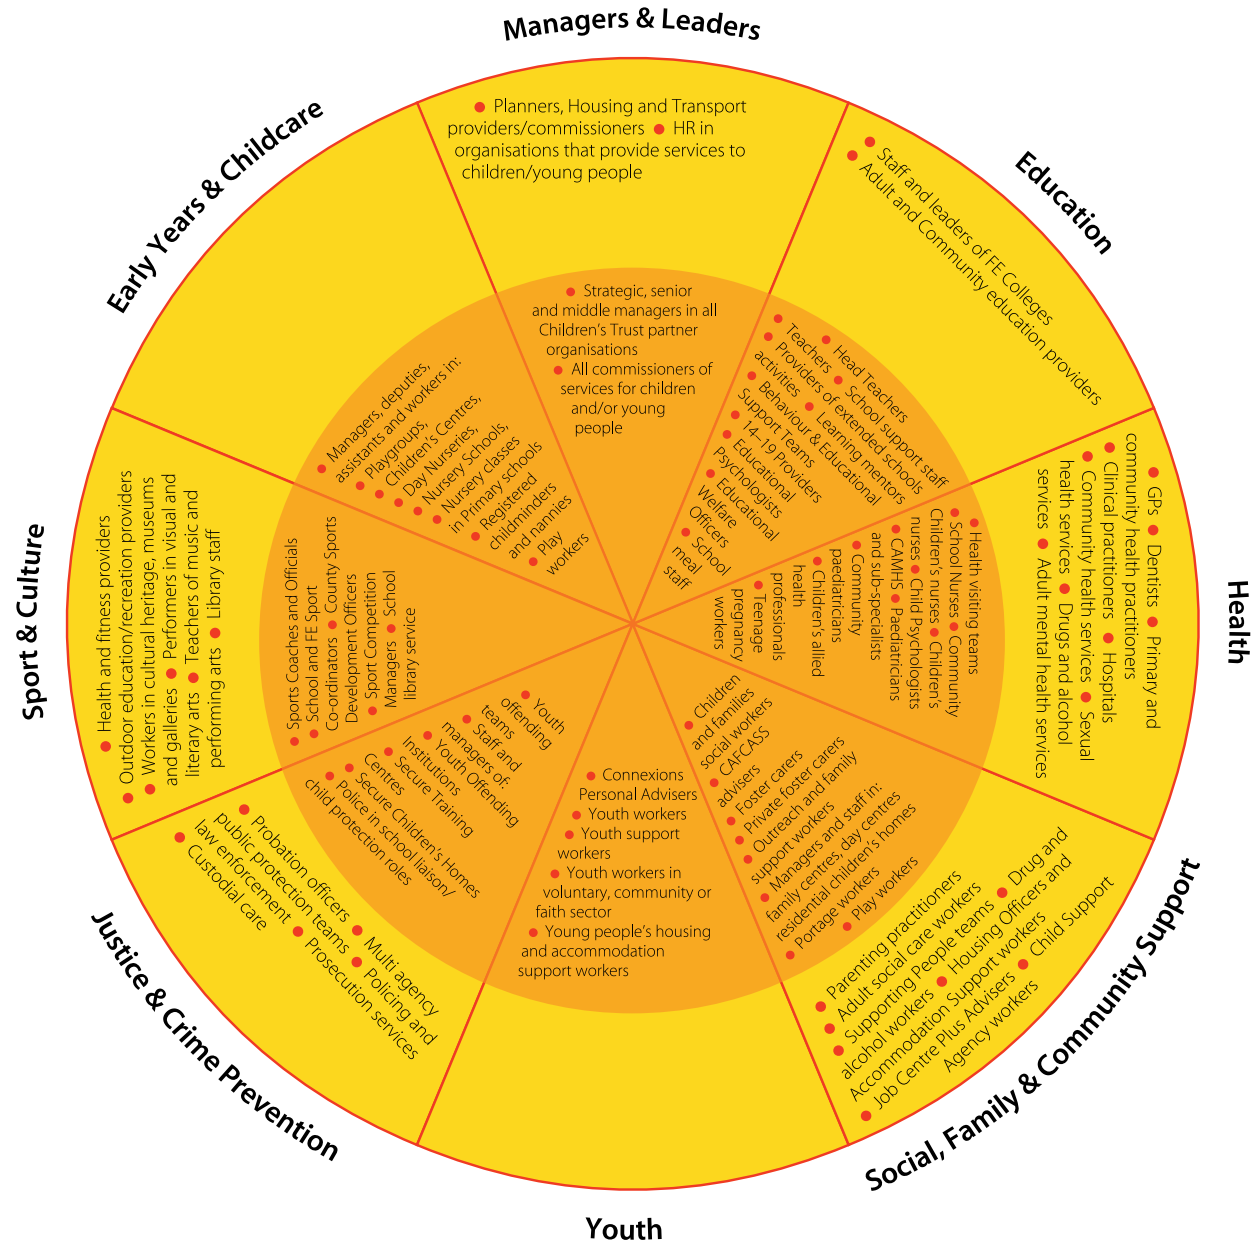 Managers & Leaders
● Planners, Housing and Transport
providers/commissioners ● HR in
organisations that provide services to
children/young people
● Strategic, senior
and middle managers in all
Children's Trust partner
organisations
● All commissioners of
services for children
and/or young
people
Education
● Staff and leaders of FE Colleges
● Adult and Community education providers
● Head Teachers
● Teachers ● School support staff
● Providers of extended schools
activities ● Learning mentors
● Behaviour & Educational
Support Teams
● 14–19 Providers
● Educational
Psychologists
● Educational
Welfare
Officers
● School
meal
staff
Health
● GPs ● Dentists ● Primary and
community health practitioners
● Clinical practitioners ● Hospitals
● Community health services ● Sexual
health services ● Drugs and alcohol
services ● Adult mental health services
● Health visiting teams
● School Nurses ● Community
Children's nurses ● Children's
nurses ● Child Psychologists
● CAMHS ● Paediatricians
and sub-specialists
● Community
paediatricians
● Children's allied
health
professionals
● Teenage
pregnancy
workers
Social, Family & Community Support
● Parenting practitioners
● Adult social care workers
● Supporting People teams ● Drug and
alcohol workers ● Housing Officers and
Accommodation Support workers
● Job Centre Plus Advisers ● Child Support
Agency workers
● Children
and families
social workers
● CAFCASS
advisers
● Foster carers
● Private foster carers
● Outreach and family
support workers
● Managers and staff in:
family centres, day centres
residential children's homes
● Portage workers
● Play workers
Youth
● Connexions
Personal Advisers
● Youth workers
● Youth support
workers
● Youth workers in
voluntary, community or
faith sector
● Young people's housing
and accommodation
support workers
Justice & Crime Prevention
● Youth
offending
teams
● Staff and
managers of:
● Youth Offending
Institutions
● Secure Training
Centres
● Secure Children's Homes
● Police in school liaison/
child protection roles
● Probation officers ● Multi agency
public protection teams ● Policing and
law enforcement ● Prosecution services
● Custodial care
Sport & Culture
● Health and fitness providers
● Outdoor education/recreation providers
● Workers in cultural heritage, museums
and galleries ● Performers in visual and
literary arts ● Teachers of music and
performing arts ● Library staff
● Sports Coaches and Officials
● School and FE Sport
Co-ordinators ● County Sports
Development Officers
● Sport Competition
Managers ● School
library service
Early Years & Childcare
● Managers, deputies,
assistants and workers in:
● Playgroups,
● Children's Centres,
● Day Nurseries,
● Nursery Schools,
● Nursery classes
in Primary schools
● Registered
childminders
and nannies
● Play
workers